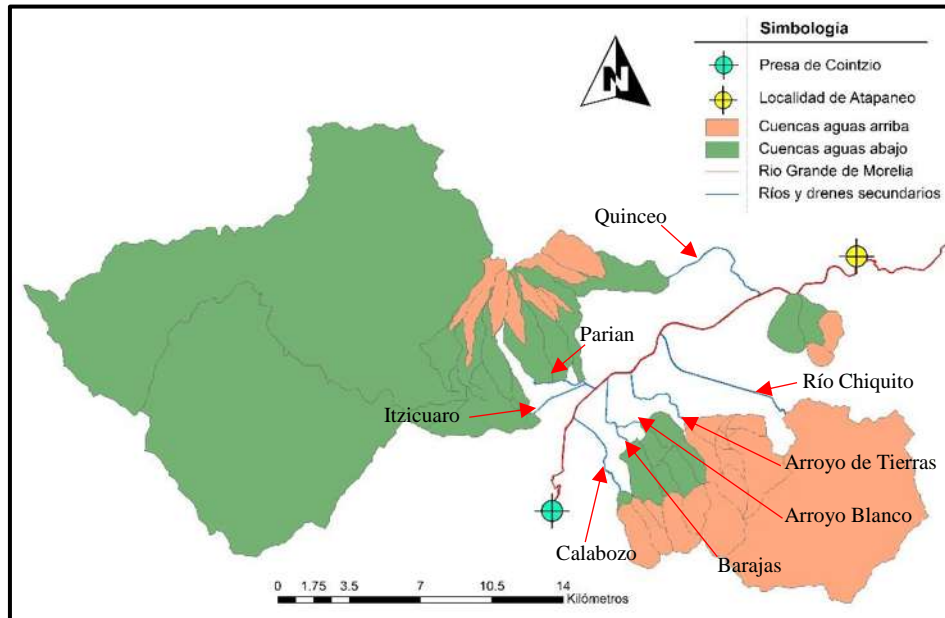 Simbología
N
Presa de Cointzio
Localidad de Atapaneo
Cuencas aguas arriba
Cuencas aguas abajo
Rio Grande de Morelia
Ríos y drenes secundarios
Quinceo
Parian
Río Chiquito
Itzicuaro
Arroyo de Tierras
Arroyo Blanco
Calabozo
Barajas
0 1.75 3.5 7 10.5 14
Kilómetros